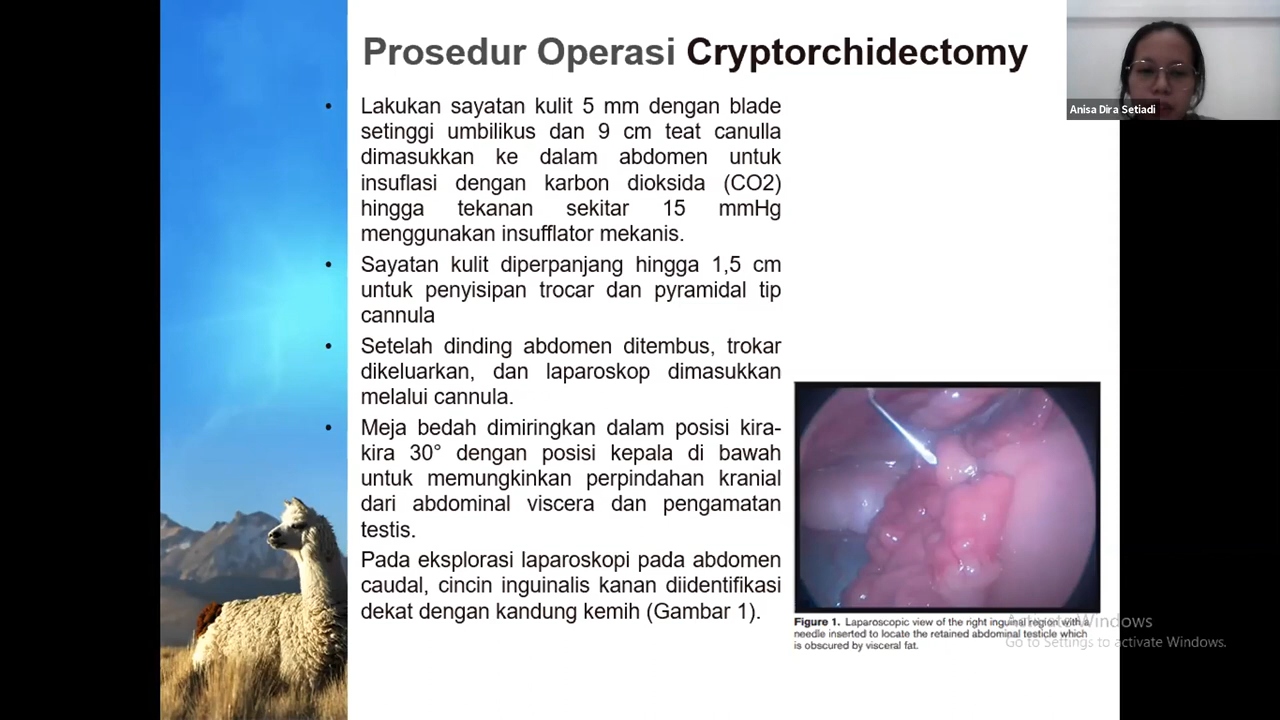 Prosedur Operasi Cryptorchidectomy
Anisa Dira Setiadi
• Lakukan sayatan kulit 5 mm dengan blade
setinggi umbilikus dan 9 cm teat canulla
dimasukkan ke dalam abdomen untuk
insuflasi dengan karbon dioksida (CO2)
hingga tekanan sekitar 15 mmHg
menggunakan insufflator mekanis.
• Sayatan kulit diperpanjang hingga 1,5 cm
untuk penyisipan trocar dan pyramidal tip
cannula
• Setelah dinding abdomen ditembus, trokar
dikeluarkan, dan laparoskop dimasukkan
melalui cannula.
• Meja bedah dimiringkan dalam posisi kira-
kira 30° dengan posisi kepala di bawah
untuk memungkinkan perpindahan kranial
dari abdominal viscera dan pengamatan
testis.
Pada eksplorasi laparoskopi pada abdomen
caudal, cincin inguinalis kanan diidentifikasi
dekat dengan kandung kemih (Gambar 1).
Figure 1. Laparoscopic view of the right inguinal region with a
needle inserted to locate the retained abdominal testicle which
is obscured by visceral fat.
Activate Windows
Go to Settings to activate Windows.